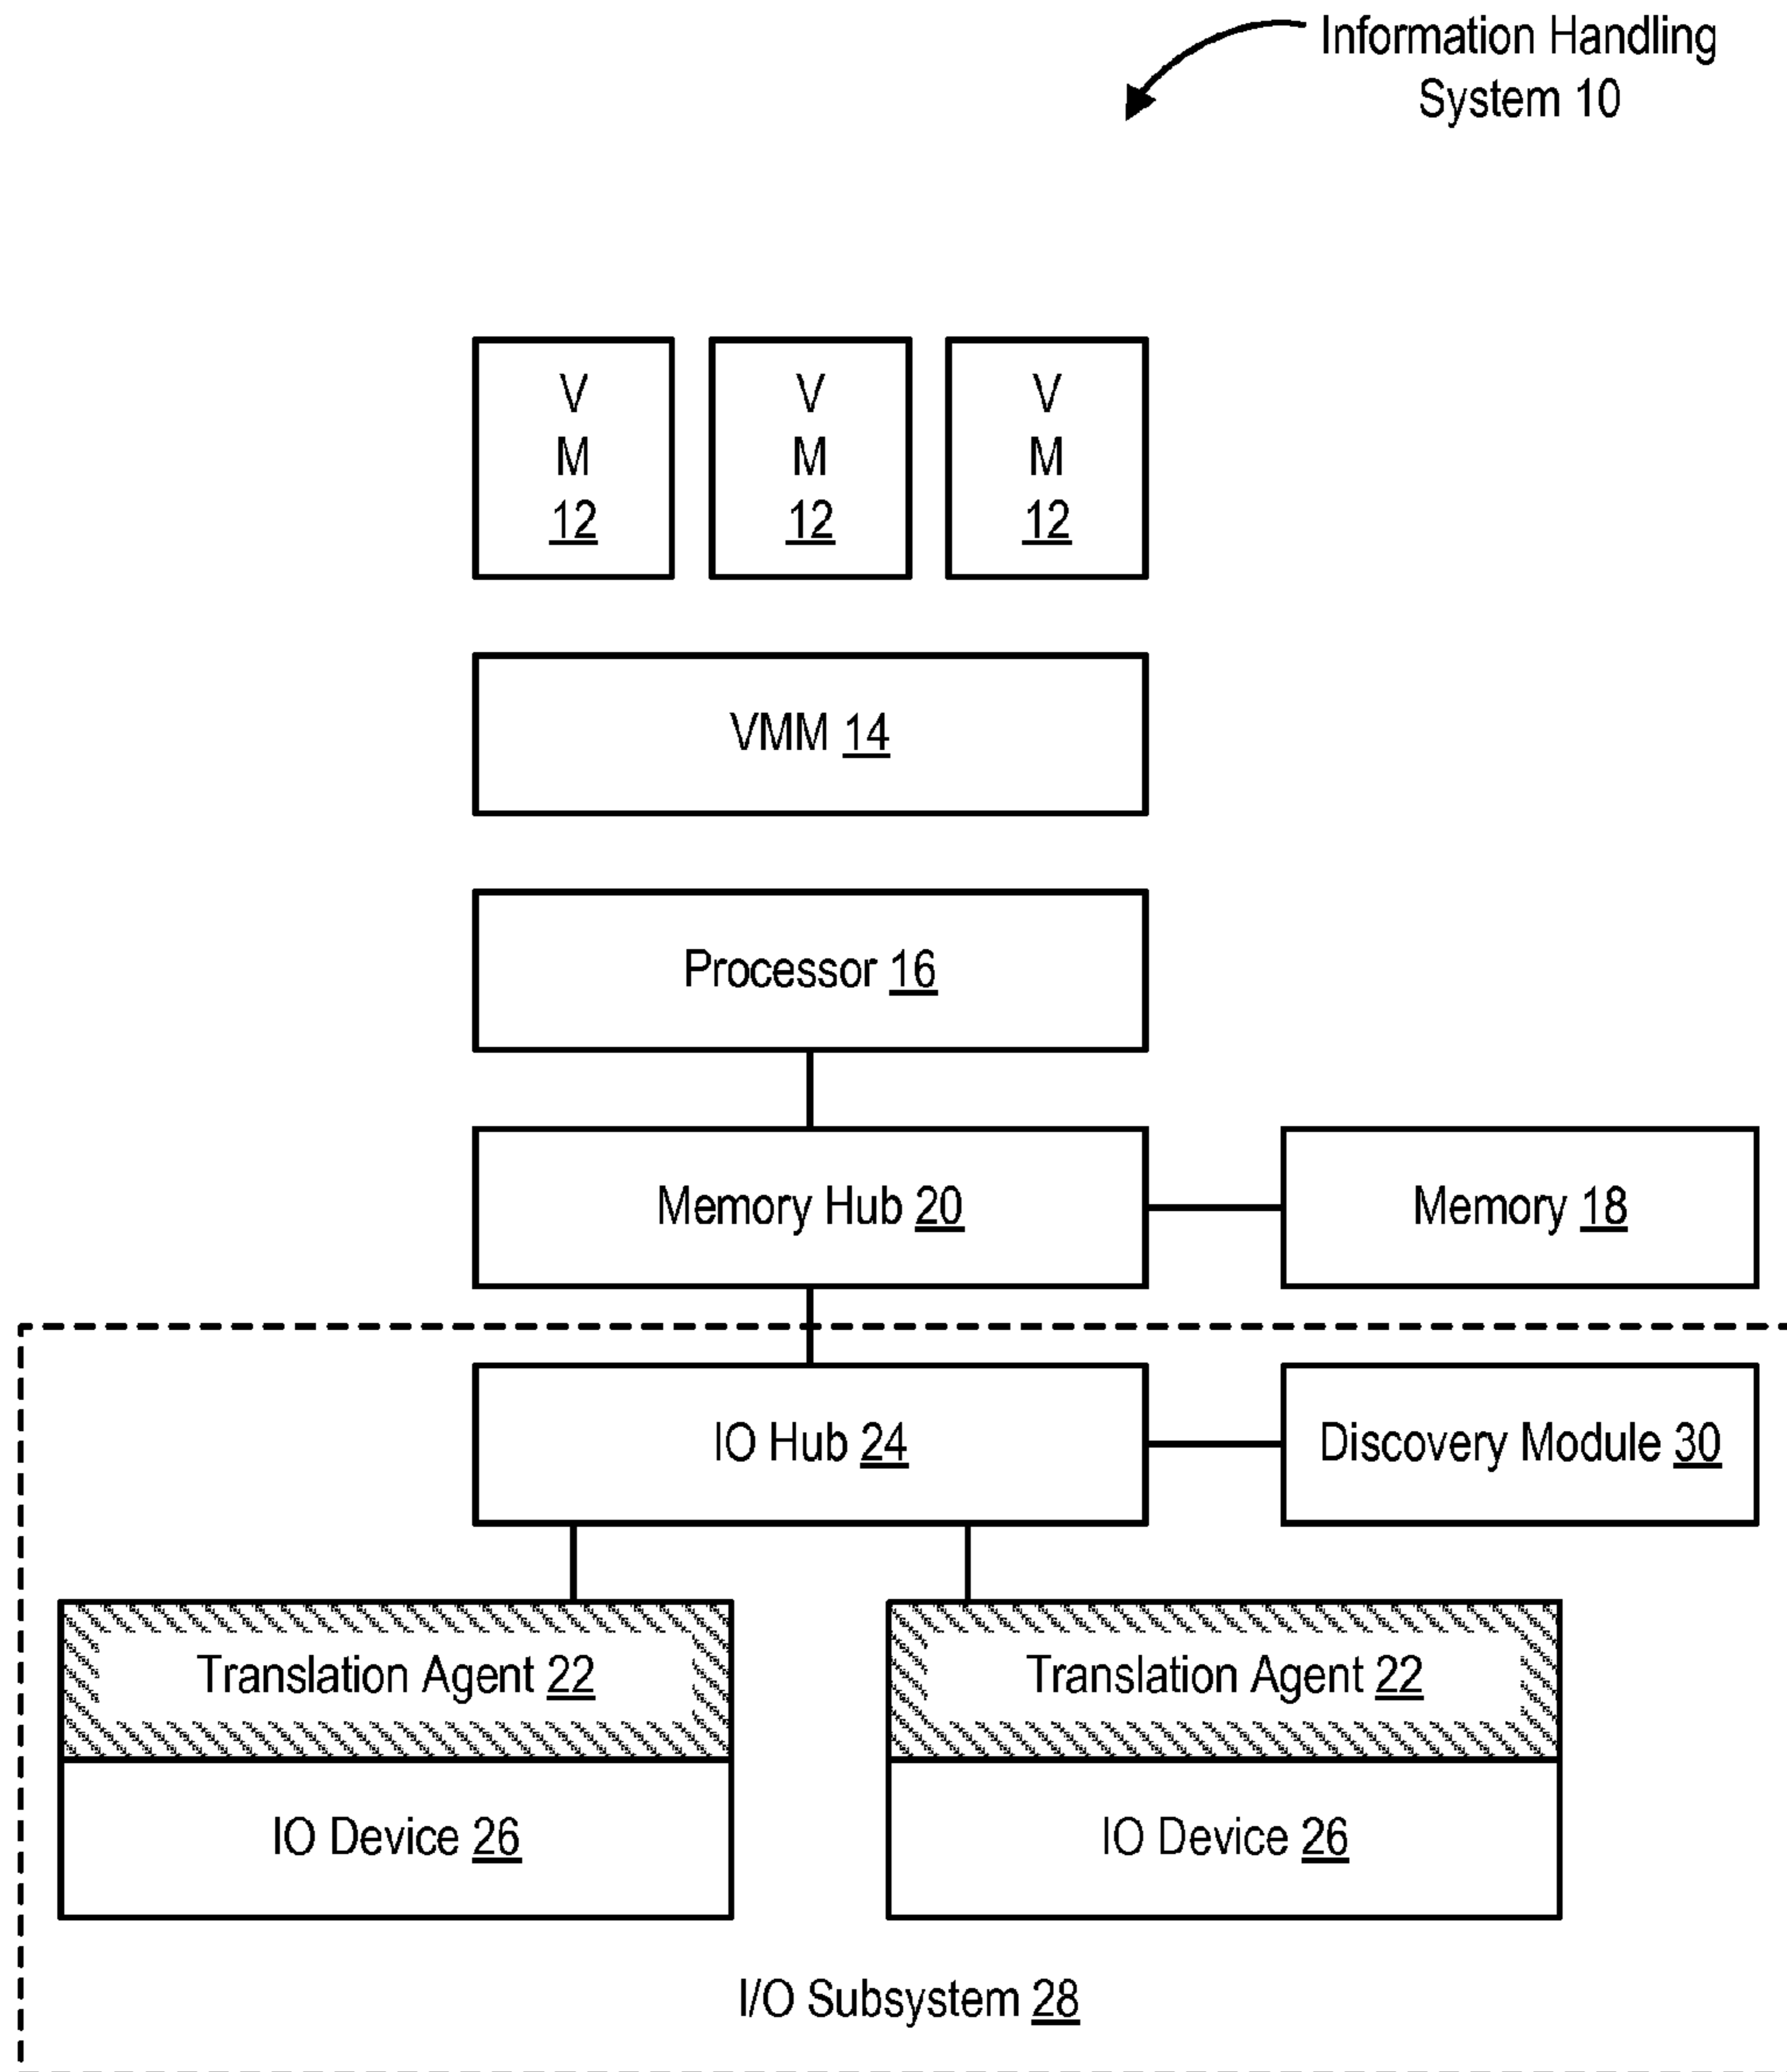 Information Handling
System 10
V
M
12
V
M
12
V
M
12
VMM 14
Processor 16
Memory Hub 20
Memory 18
IO Hub 24
Discovery Module 30
Translation Agent 22
Translation Agent 22
IO Device 26
IO Device 26
I/O Subsystem 28